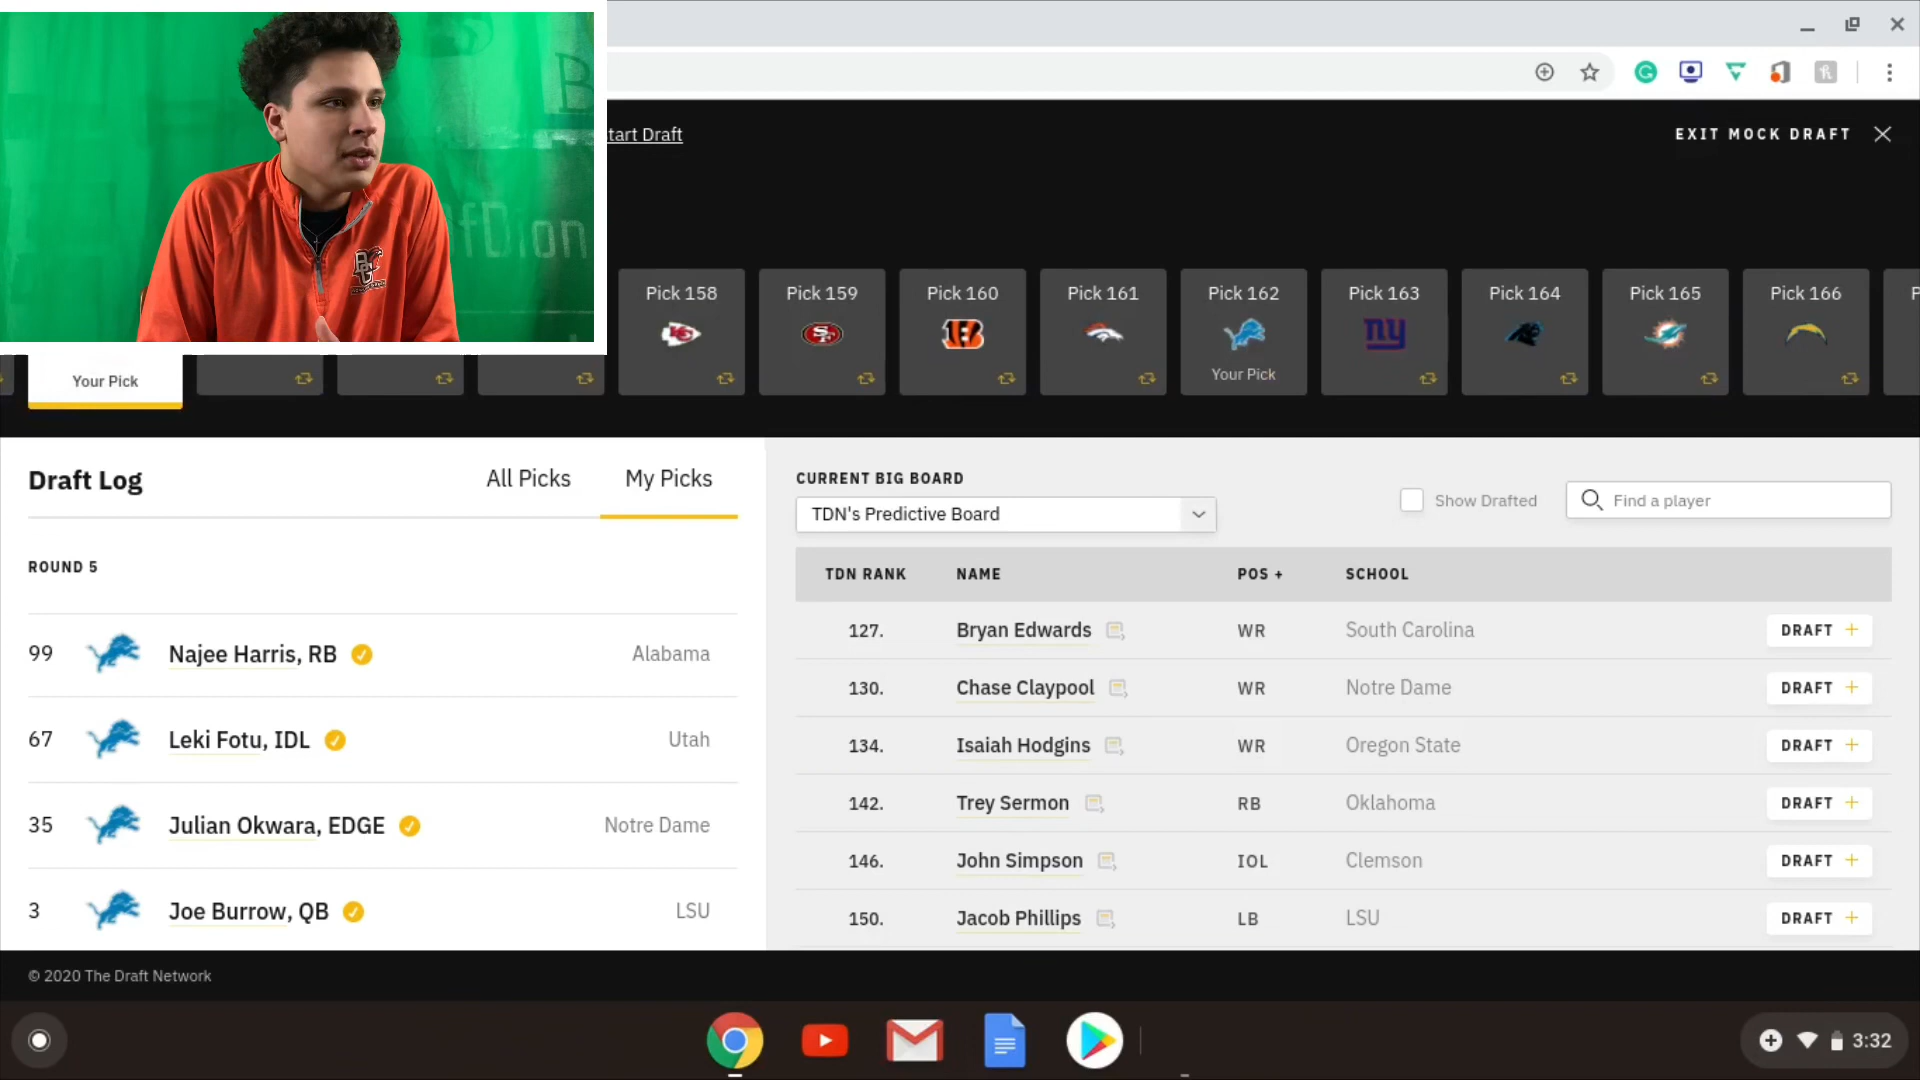 tart Draft
EXIT MOCK DRAFT
Pick 158
Pick 159
Pick 160
Pick 161
Pick 162
Your Pick
Pick 163
Pick 164
Pick 165
Pick 166
P
Your Pick
Draft Log
All Picks
My Picks
ROUND 5
99 Najee Harris, RB Alabama
67 Leki Fotu, IDL Utah
35 Julian Okwara, EDGE Notre Dame
3 Joe Burrow, QB LSU
CURRENT BIG BOARD
TDN's Predictive Board
Show Drafted
Find a player
TDN RANK NAME POS + SCHOOL
127. Bryan Edwards WR South Carolina DRAFT +
130. Chase Claypool WR Notre Dame DRAFT +
134. Isaiah Hodgins WR Oregon State DRAFT +
142. Trey Sermon RB Oklahoma DRAFT +
146. John Simpson IOL Clemson DRAFT +
150. Jacob Phillips LB LSU DRAFT +
© 2020 The Draft Network
3:32